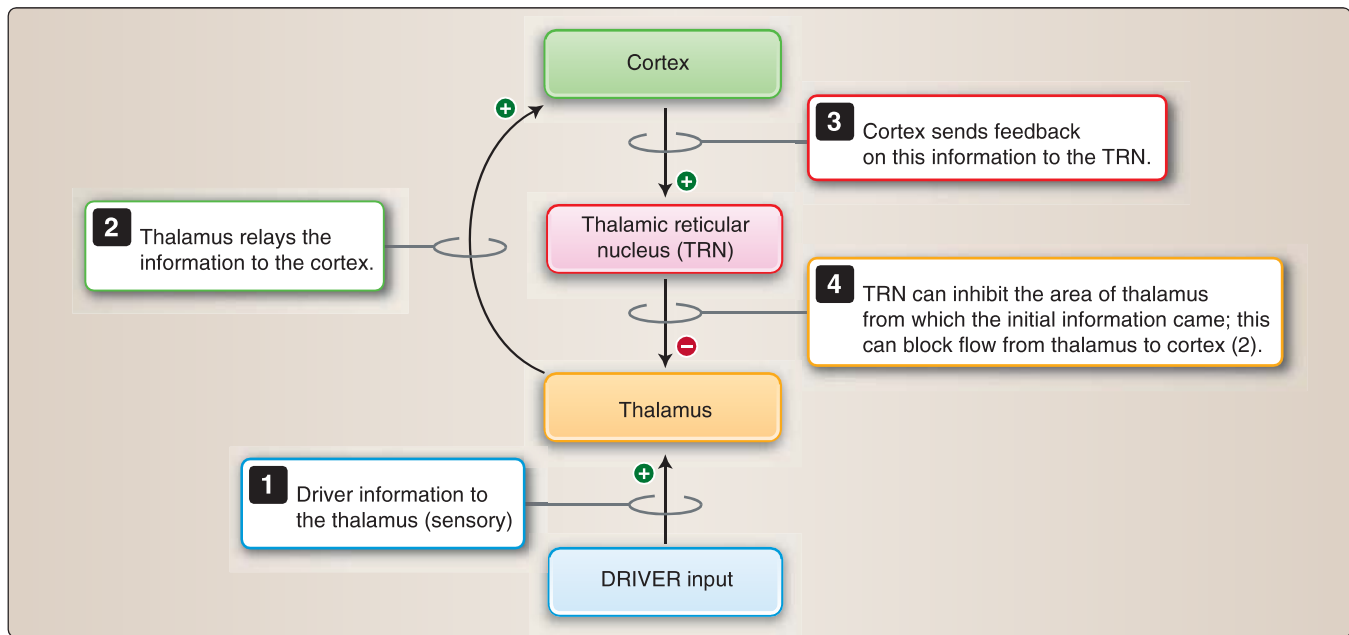 Cortex
+
3
Cortex sends feedback
on this information to the TRN.
+
2
Thalamus relays the
information to the cortex.
Thalamic reticular
nucleus (TRN)
4
TRN can inhibit the area of thalamus
from which the initial information came; this
can block flow from thalamus to cortex (2).
−
Thalamus
1
Driver information to
the thalamus (sensory)
+
DRIVER input